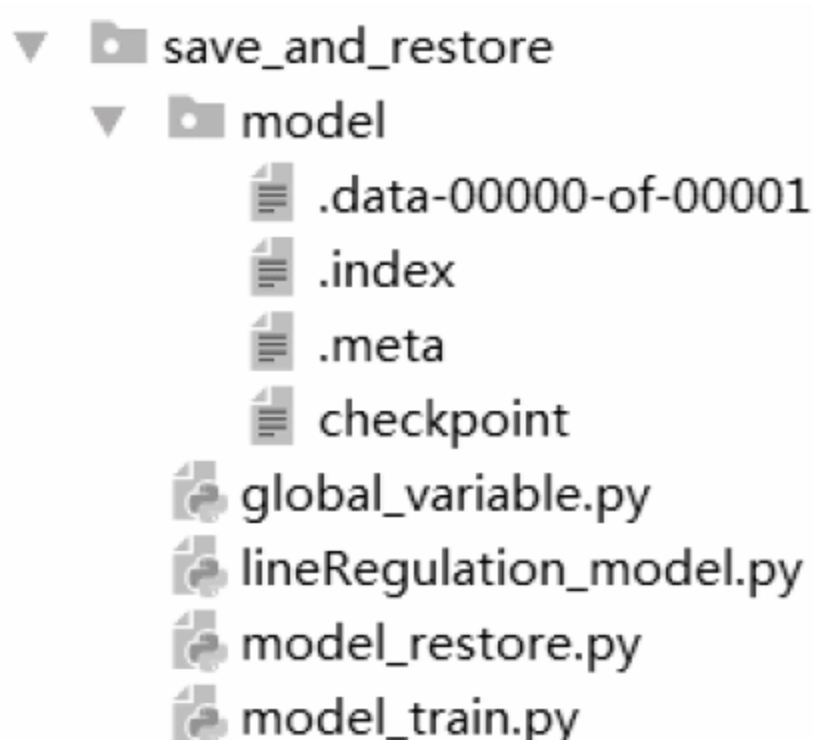 save_and_restore
model
.data-00000-of-00001
.index
.meta
checkpoint
global_variable.py
lineRegulation_model.py
model_restore.py
model_train.py